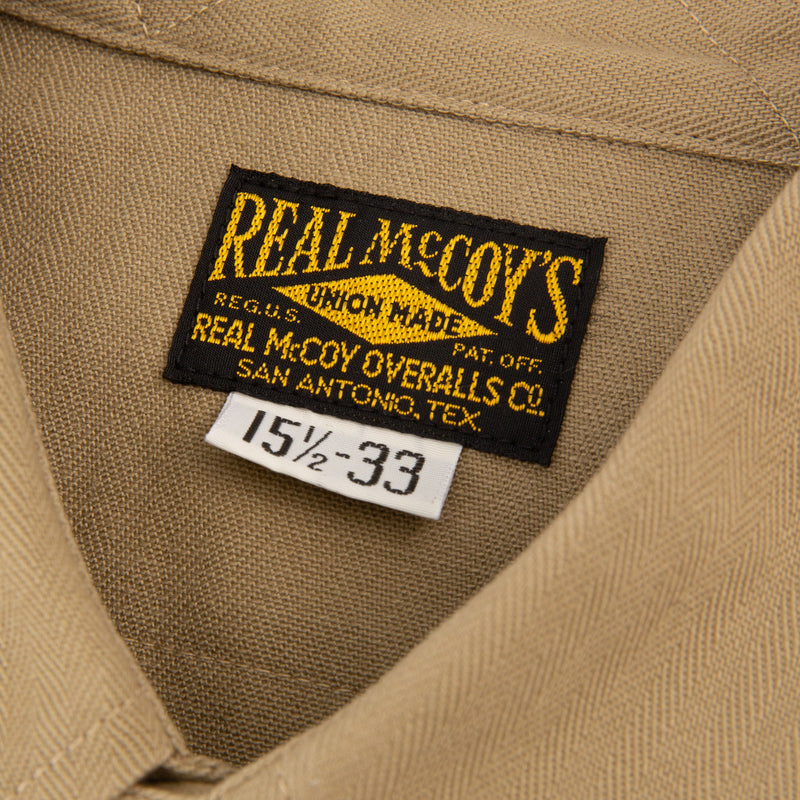 REAL McCOY'S
UNION MADE
REG.U.S. PAT. OFF.
REAL McCOY OVERALLS Co.
SAN ANTONIO, TEX.
15½-33